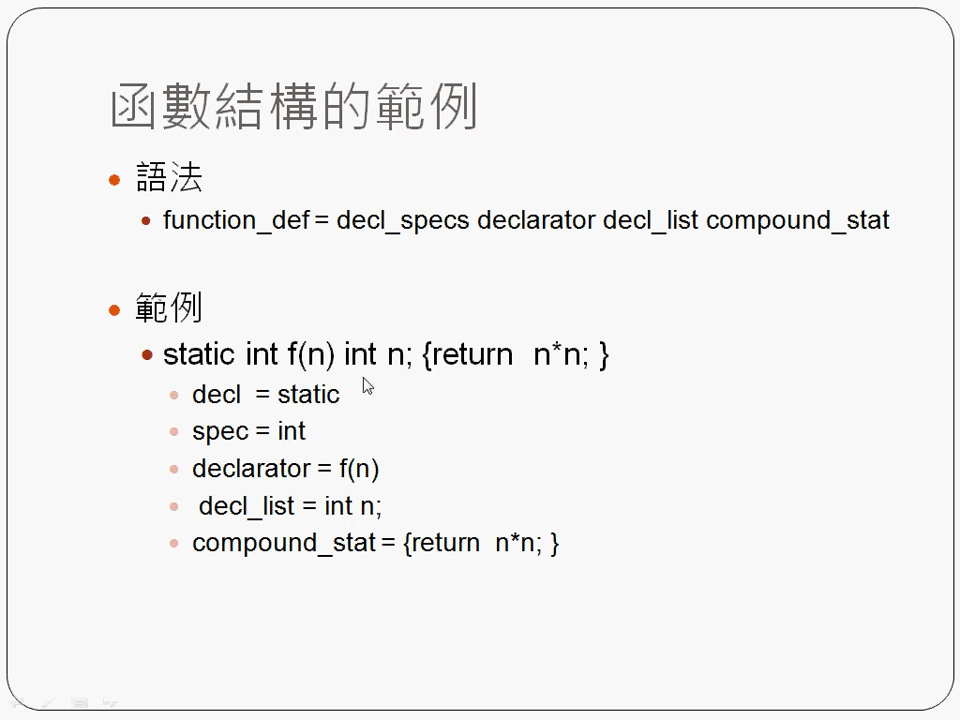 函數結構的範例
語法
function_def = decl_specs declarator decl_list compound_stat
範例
static int f(n) int n; {return  n*n; }
decl  = static
spec = int
declarator = f(n)
decl_list = int n;
compound_stat = {return  n*n; }